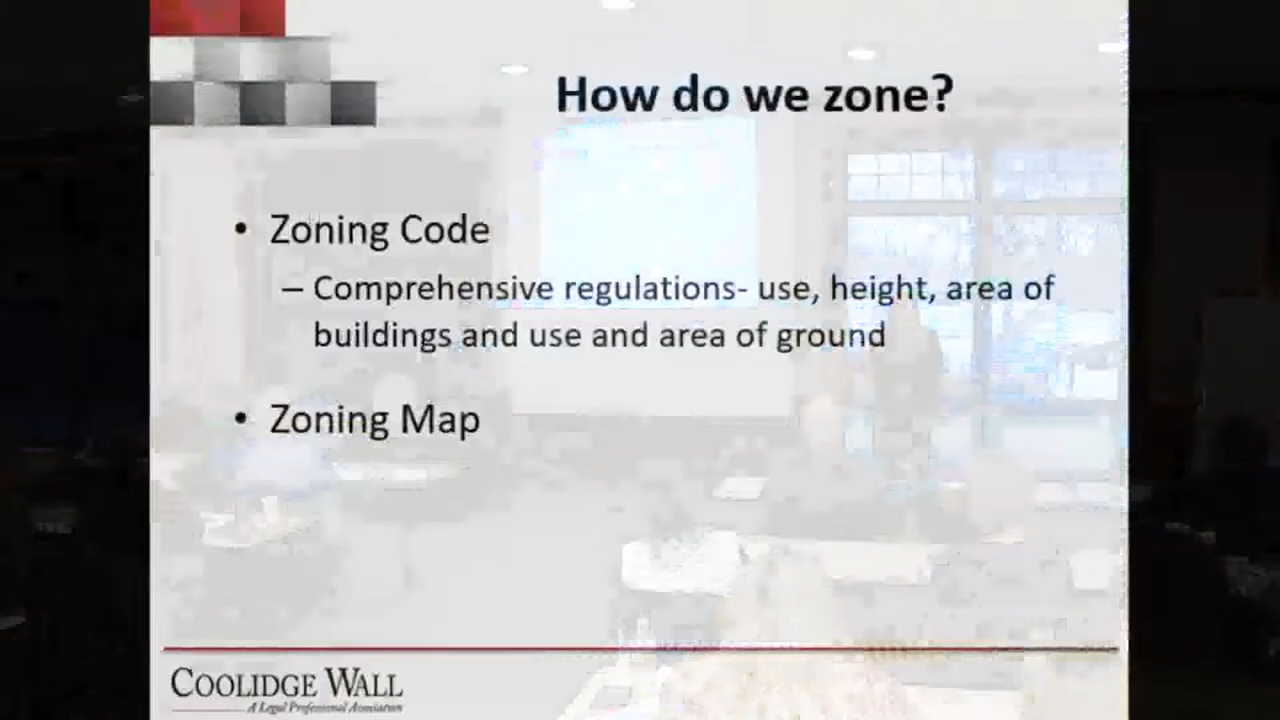 How do we zone?
• Zoning Code
– Comprehensive regulations- use, height, area of
buildings and use and area of ground
• Zoning Map
COOLIDGE WALL
A Legal Professional Association